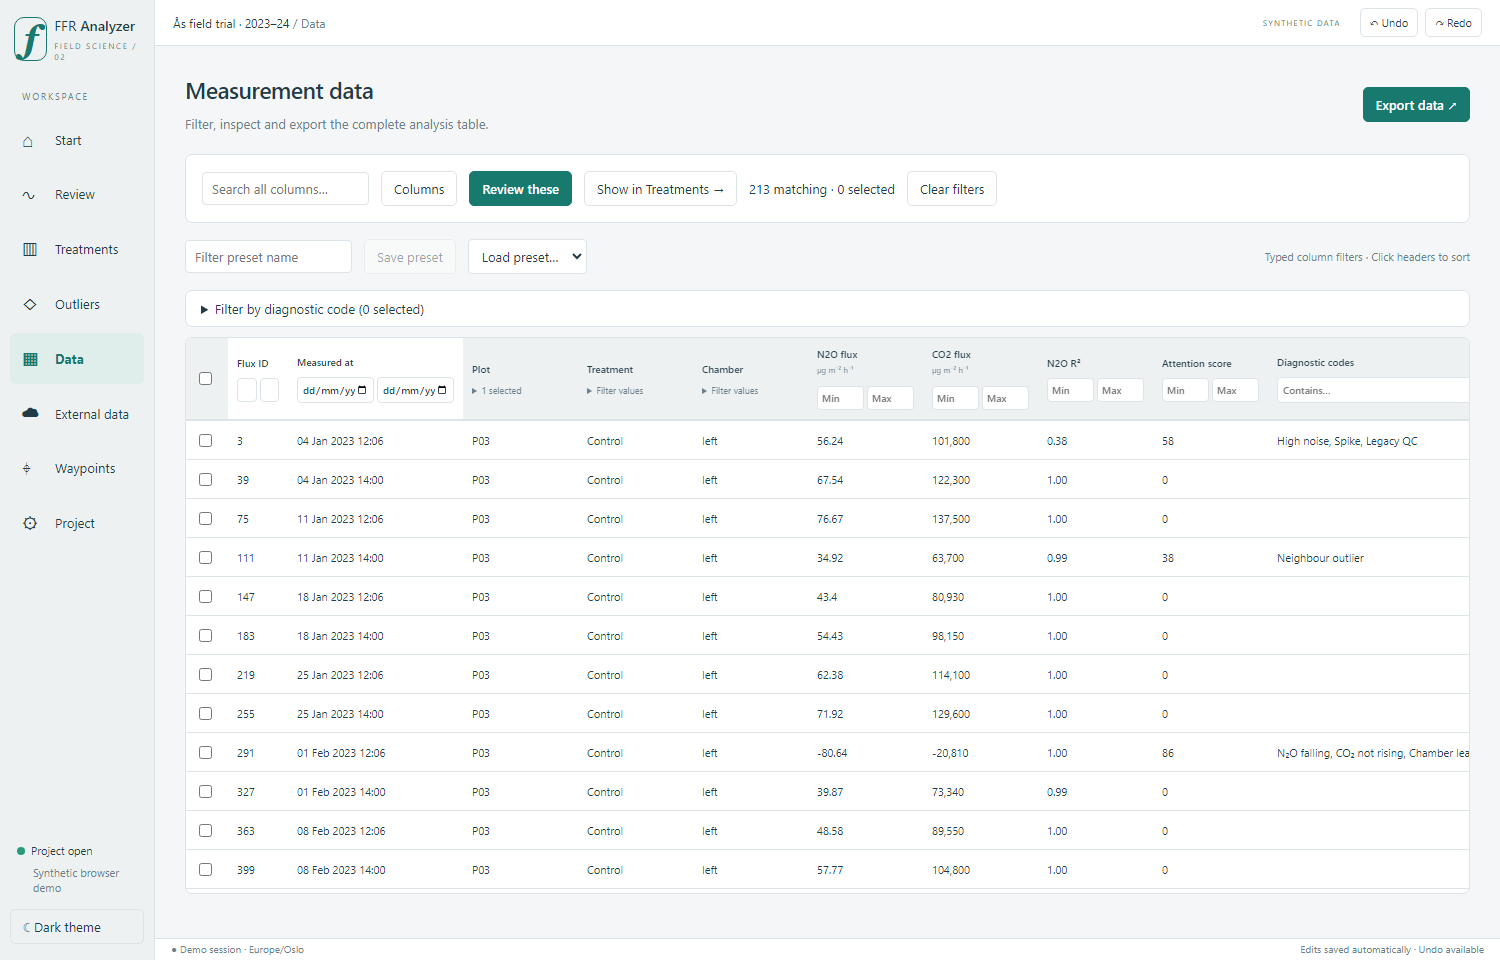 FFR Analyzer
FIELD SCIENCE / 02
WORKSPACE
Start
Review
Treatments
Outliers
Data
External data
Waypoints
Project
Project open
Synthetic browser demo
Dark theme
Ås field trial · 2023–24 / Data
SYNTHETIC DATA
↶ Undo
↷ Redo
Measurement data
Filter, inspect and export the complete analysis table.
Export data ↗
Search all columns...
Columns
Review these
Show in Treatments →
213 matching · 0 selected
Clear filters
Filter preset name
Save preset
Load preset...
Typed column filters · Click headers to sort
▶ Filter by diagnostic code (0 selected)
Flux ID
Measured at
dd/mm/yy
dd/mm/yy
Plot
▶ 1 selected
Treatment
▶ Filter values
Chamber
▶ Filter values
N2O flux
µg m⁻² h⁻¹
Min Max
CO2 flux
µg m⁻² h⁻¹
Min Max
N2O R²
Min Max
Attention score
Min Max
Diagnostic codes
Contains...
3 04 Jan 2023 12:06 P03 Control left 56.24 101,800 0.38 58 High noise, Spike, Legacy QC
39 04 Jan 2023 14:00 P03 Control left 67.54 122,300 1.00 0
75 11 Jan 2023 12:06 P03 Control left 76.67 137,500 1.00 0
111 11 Jan 2023 14:00 P03 Control left 34.92 63,700 0.99 38 Neighbour outlier
147 18 Jan 2023 12:06 P03 Control left 43.4 80,930 1.00 0
183 18 Jan 2023 14:00 P03 Control left 54.43 98,150 1.00 0
219 25 Jan 2023 12:06 P03 Control left 62.38 114,100 1.00 0
255 25 Jan 2023 14:00 P03 Control left 71.92 129,600 1.00 0
291 01 Feb 2023 12:06 P03 Control left -80.64 -20,810 1.00 86 N₂O falling, CO₂ not rising, Chamber lea
327 01 Feb 2023 14:00 P03 Control left 39.87 73,340 0.99 0
363 08 Feb 2023 12:06 P03 Control left 48.58 89,550 1.00 0
399 08 Feb 2023 14:00 P03 Control left 57.77 104,800 1.00 0
Demo session · Europe/Oslo
Edits saved automatically · Undo available